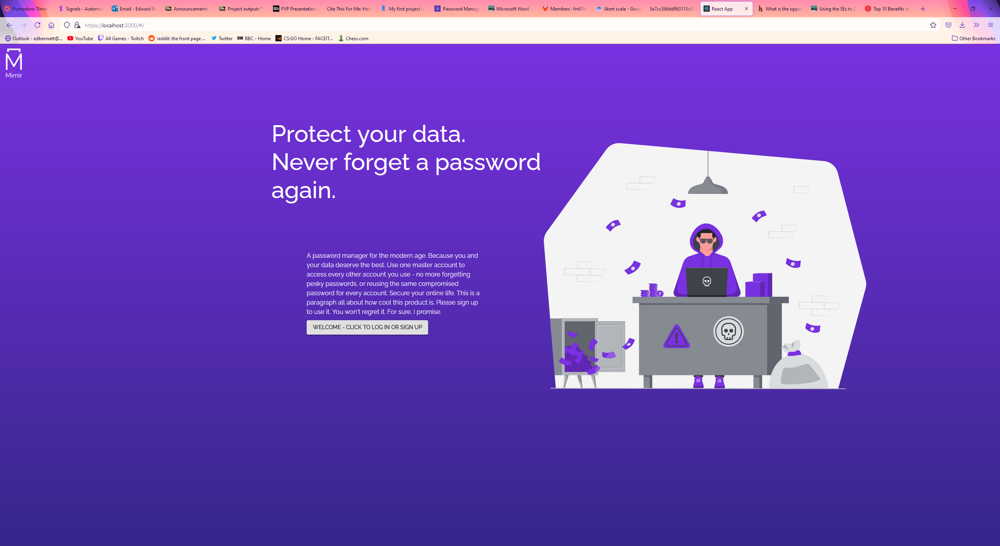 Pomodoro Timer
Signals - Automat
Email - Edward Be
Announcements -
Project outputs**
FYP Presentation
Cite This For Me: Harv
My first project –
Password Manage
Microsoft Word -
Members · fm014
likert scale - Goog
5a7cc366dd963113c69
React App
What is the oppos
Using the 5Es to U
Top 10 Benefits of
https://localhost:3000/#/
Outlook - edbennett@...
YouTube
All Games - Twitch
reddit: the front page ...
Twitter
BBC - Home
CS:GO Home - FACEIT...
Chess.com
Other Bookmarks
M
Mimir
Protect your data.
Never forget a password
again.
A password manager for the modern age. Because you and
your data deserve the best. Use one master account to
access every other account you use - no more forgetting
pesky passwords, or reusing the same compromised
password for every account. Secure your online life. This is a
paragraph all about how cool this product is. Please sign up
to use it. You won't regret it. For sure. I promise.
WELCOME - CLICK TO LOG IN OR SIGN UP